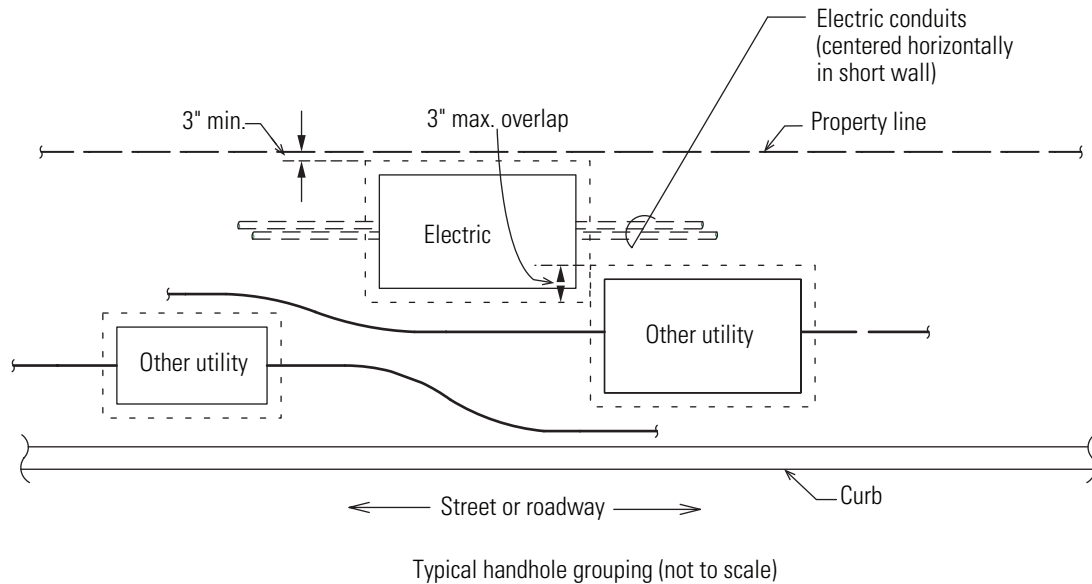 Electric conduits
(centered horizontally
in short wall)
3" min.
3" max. overlap
Property line
Electric
Other utility
Other utility
Curb
Street or roadway
Typical handhole grouping (not to scale)